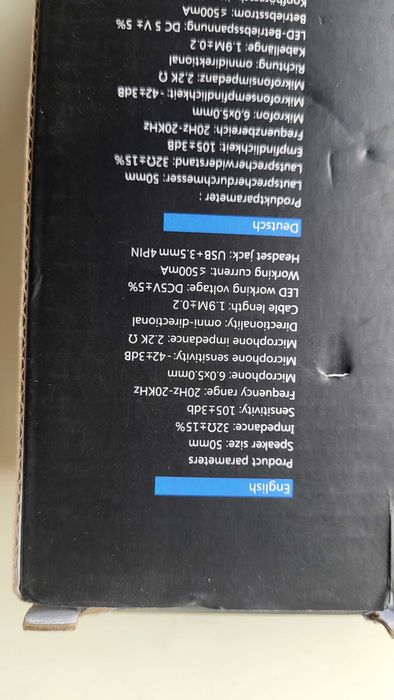 English
Product parameters
Speaker size: 50mm
Impedance: 32Ω±15%
Sensitivity: 105±3db
Frequency range: 20Hz-20KHz
Microphone: 6.0x5.0mm
Microphone sensitivity: -42±3dB
Microphone impedance: 2.2K Ω
Directionality: omni-directional
Cable length: 1.9M±0.2
LED working voltage: DC5V±5%
Working current: ≤ 500mA
Headset jack: USB+3.5mm 4PIN
Deutsch
Produktparameter :
Lautsprecherdurchmesser: 50mm
Lautsprecherwiderstand: 32Ω±15%
Empfindlichkeit: 105±3dB
Frequenzbereich: 20Hz-20KHz
Mikrofon: 6.0x5.0mm
Mikrofonsempfindlichkeit: -42±3dB
Mikrofonsimpedanz: 2.2K Ω
Richtung: omnidirektional
Kabellänge: 1.9M±0.2
LED-Betriebsspannung: DC 5 V± 5%
Betriebsstrom: ≤ 500mA